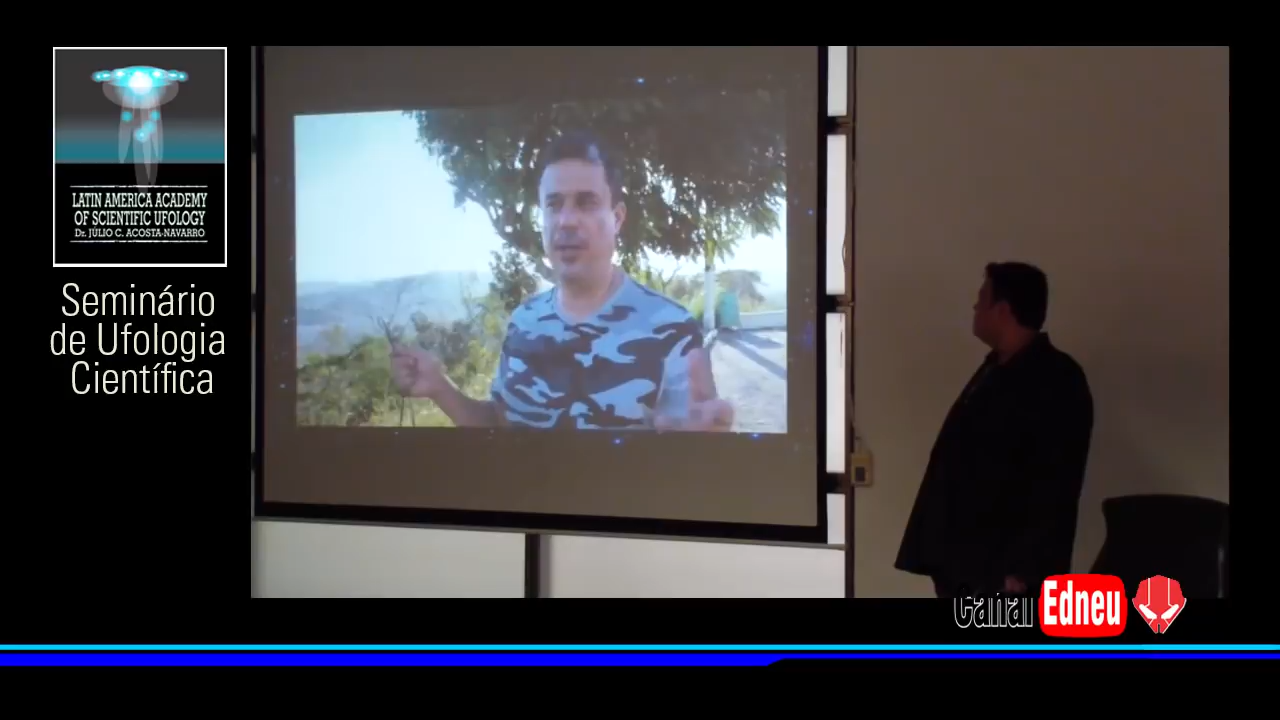 LATIN AMERICA ACADEMY
OF SCIENTIFIC UFOLOGY
Dr. JÚLIO C. ACOSTA-NAVARRO
Seminário
de Ufologia
Científica
Canal Edneu